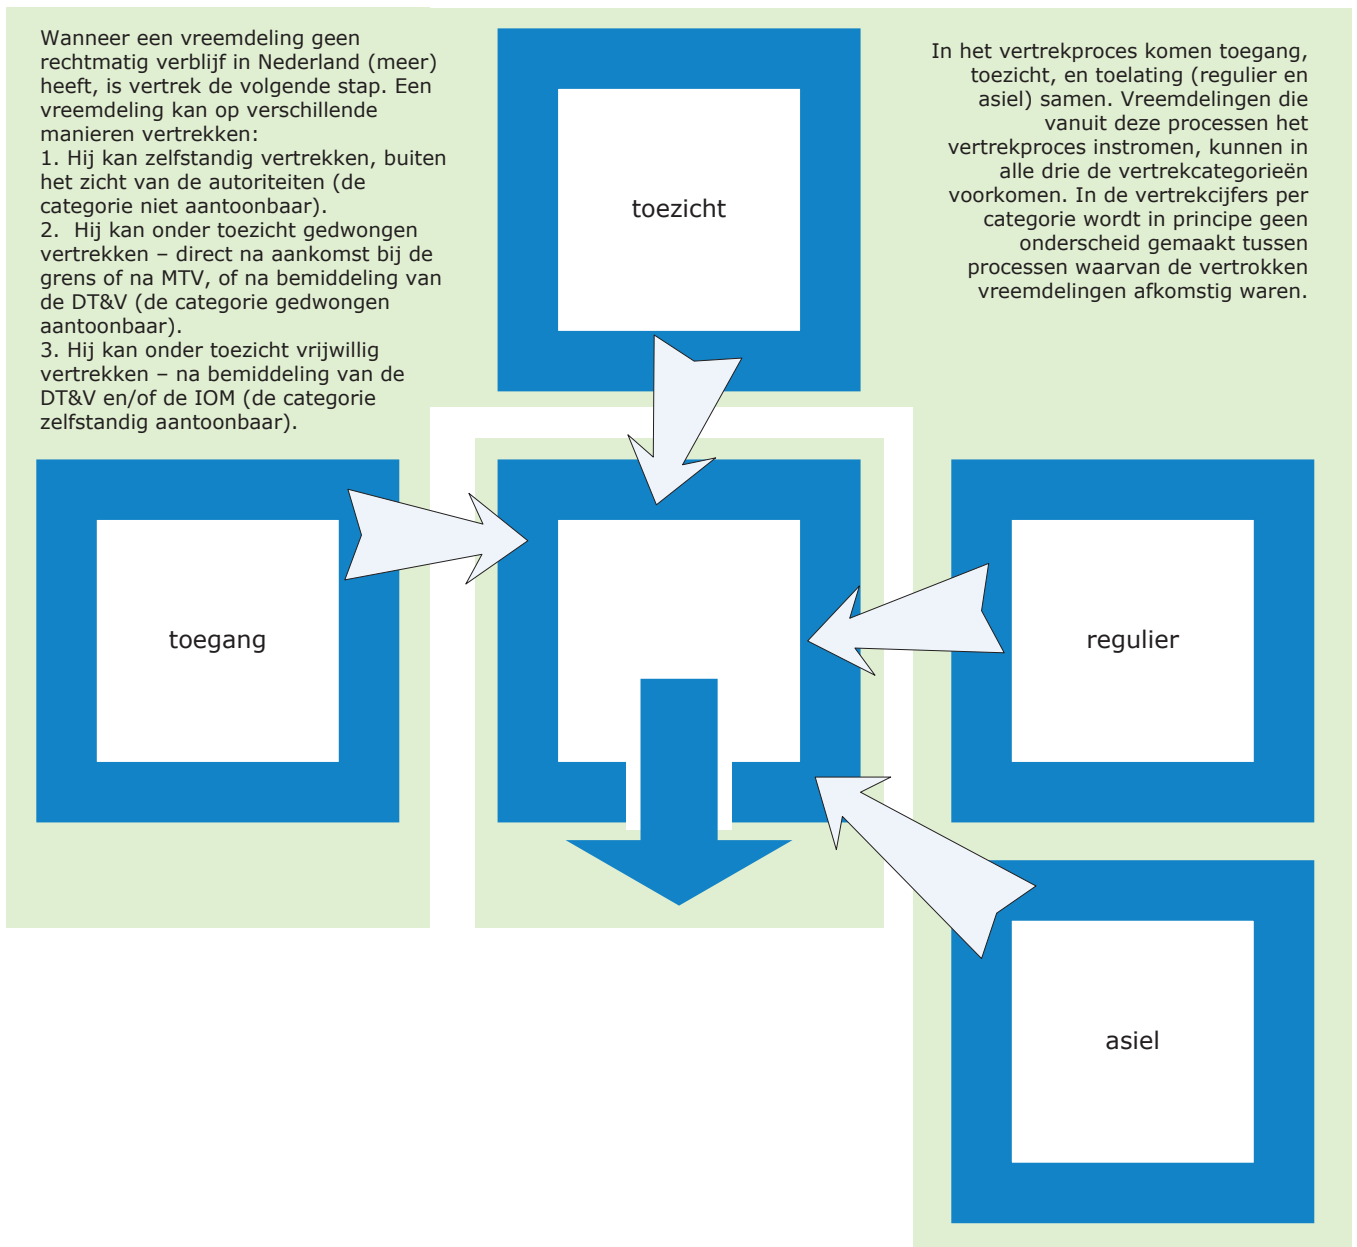 Wanneer een vreemdeling geen
rechtmatig verblijf in Nederland (meer)
heeft, is vertrek de volgende stap. Een
vreemdeling kan op verschillende
manieren vertrekken:
1. Hij kan zelfstandig vertrekken, buiten
het zicht van de autoriteiten (de
categorie niet aantoonbaar).
2.  Hij kan onder toezicht gedwongen
vertrekken – direct na aankomst bij de
grens of na MTV, of na bemiddeling van
de DT&V (de categorie gedwongen
aantoonbaar).
3. Hij kan onder toezicht vrijwillig
vertrekken – na bemiddeling van de
DT&V en/of de IOM (de categorie
zelfstandig aantoonbaar).
toezicht
In het vertrekproces komen toegang,
toezicht, en toelating (regulier en
asiel) samen. Vreemdelingen die
vanuit deze processen het
vertrekproces instromen, kunnen in
alle drie de vertrekcategorieën
voorkomen. In de vertrekcijfers per
categorie wordt in principe geen
onderscheid gemaakt tussen
processen waarvan de vertrokken
vreemdelingen afkomstig waren.
toegang
regulier
asiel